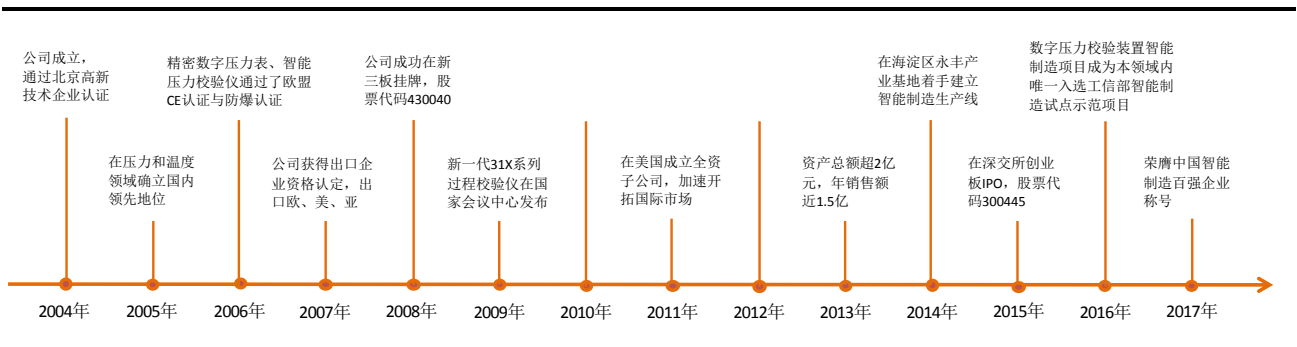 公司成立，
通过北京高新
技术企业认证
在压力和温度
领域确立国内
领先地位
精密数字压力表、智能
压力校验仪通过了欧盟
CE认证与防爆认证
公司获得出口企
业资格认定，出
口欧、美、亚
公司成功在新
三板挂牌，股
票代码430040
新一代31X系列
过程校验仪在国
家会议中心发布
在美国成立全资
子公司，加速开
拓国际市场
资产总额超2亿
元，年销售额
近1.5亿
在海淀区永丰产
业基地着手建立
智能制造生产线
在深交所创业
板IPO，股票代
码300445
数字压力校验装置智能
制造项目成为本领域内
唯一入选工信部智能制
造试点示范项目
荣膺中国智能
制造百强企业
称号
2004年
2005年
2006年
2007年
2008年
2009年
2010年
2011年
2012年
2013年
2014年
2015年
2016年
2017年